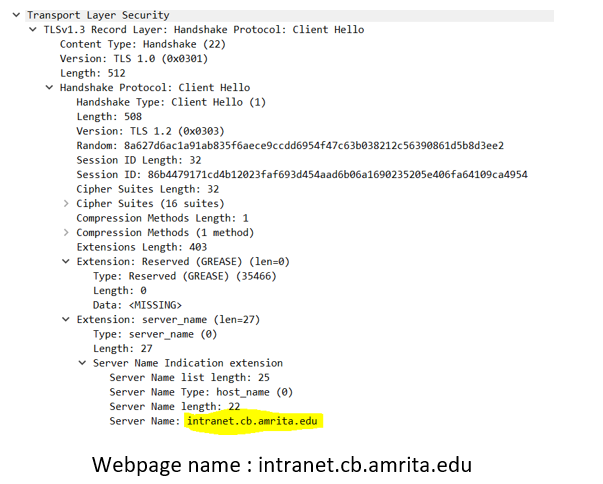 Transport Layer Security
TLSv1.3 Record Layer: Handshake Protocol: Client Hello
Content Type: Handshake (22)
Version: TLS 1.0 (0x0301)
Length: 512
Handshake Protocol: Client Hello
Handshake Type: Client Hello (1)
Length: 508
Version: TLS 1.2 (0x0303)
Random: 8a627d6ac1a91ab835f6aece9ccdd6954f47c63b038212c56390861d5b8d3ee2
Session ID Length: 32
Session ID: 86b4479171cd4b12023faf693d454aad6b06a1690235205e406fa64109ca4954
Cipher Suites Length: 32
Cipher Suites (16 suites)
Compression Methods Length: 1
Compression Methods (1 method)
Extensions Length: 403
Extension: Reserved (GREASE) (len=0)
Type: Reserved (GREASE) (35466)
Length: 0
Data: <MISSING>
Extension: server_name (len=27)
Type: server_name (0)
Length: 27
Server Name Indication extension
Server Name list length: 25
Server Name Type: host_name (0)
Server Name length: 22
Server Name: intranet.cb.amrita.edu
Webpage name : intranet.cb.amrita.edu